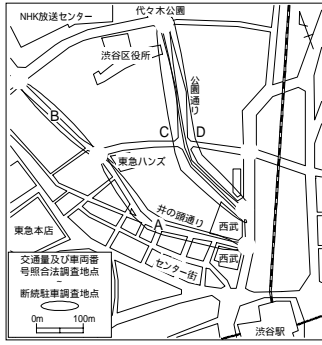 NHK放送センター
代々木公園
渋谷区役所
公園通り
B
C
D
東急ハンズ
井の頭通り
A
西武
東急本店
センター街
西武
交通量及び車両番
号照合法調査地点
断続駐車調査地点
0m 100m
渋谷駅